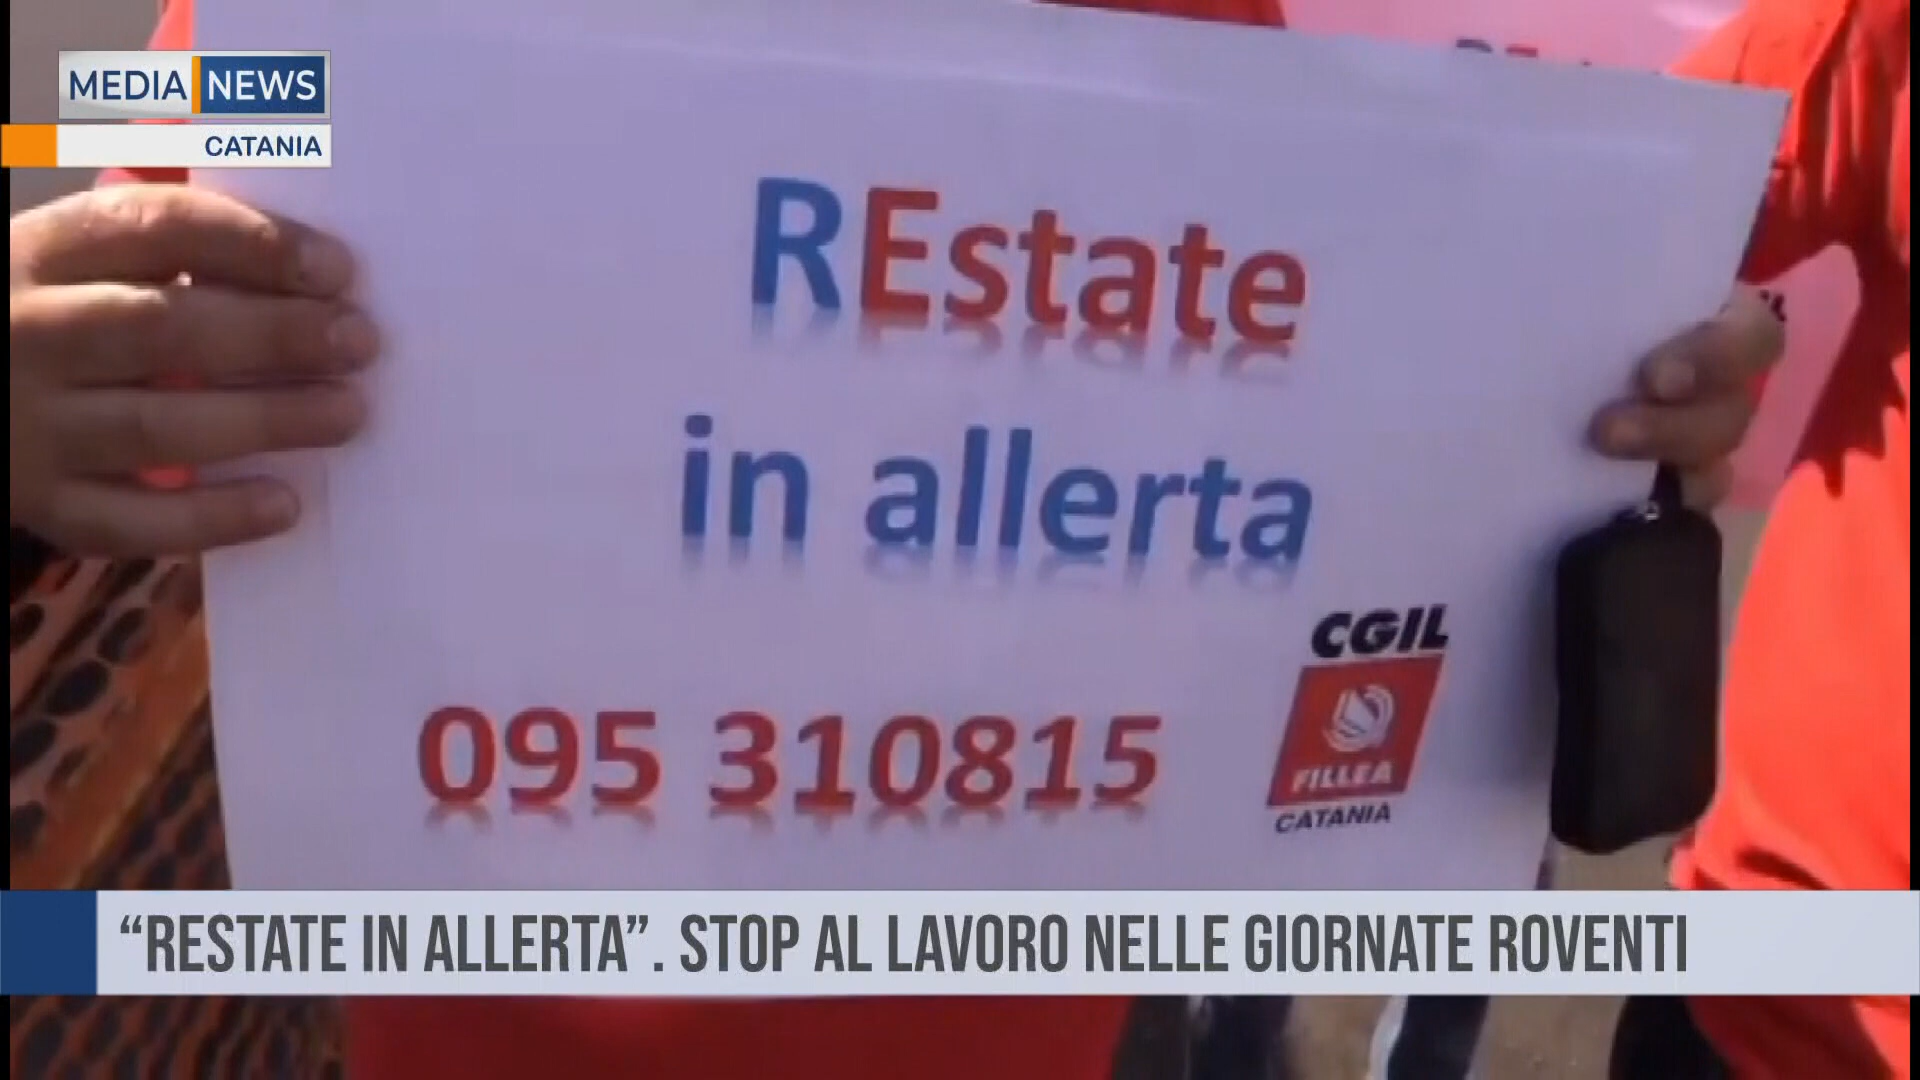 MEDIA NEWS
CATANIA
REstate
in allerta
CGIL
FILLEA
CATANIA
095 310815
“RESTATE IN ALLERTA”. STOP AL LAVORO NELLE GIORNATE ROVENTI